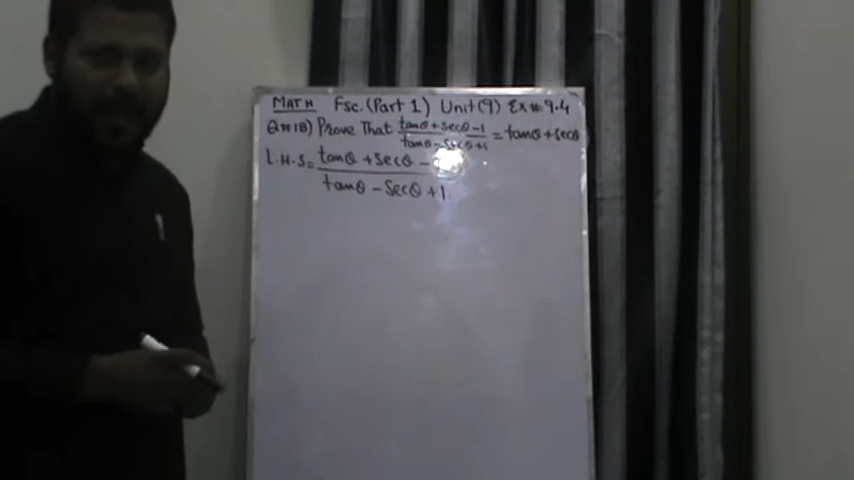 MATH Fsc. (Part 1) Unit (9) Ex # 9.4
Q # 18) Prove That (tanθ + secθ - 1)/(tanθ - secθ + 1) = tanθ + secθ
L.H.S = tanθ + secθ -
tanθ - secθ + 1